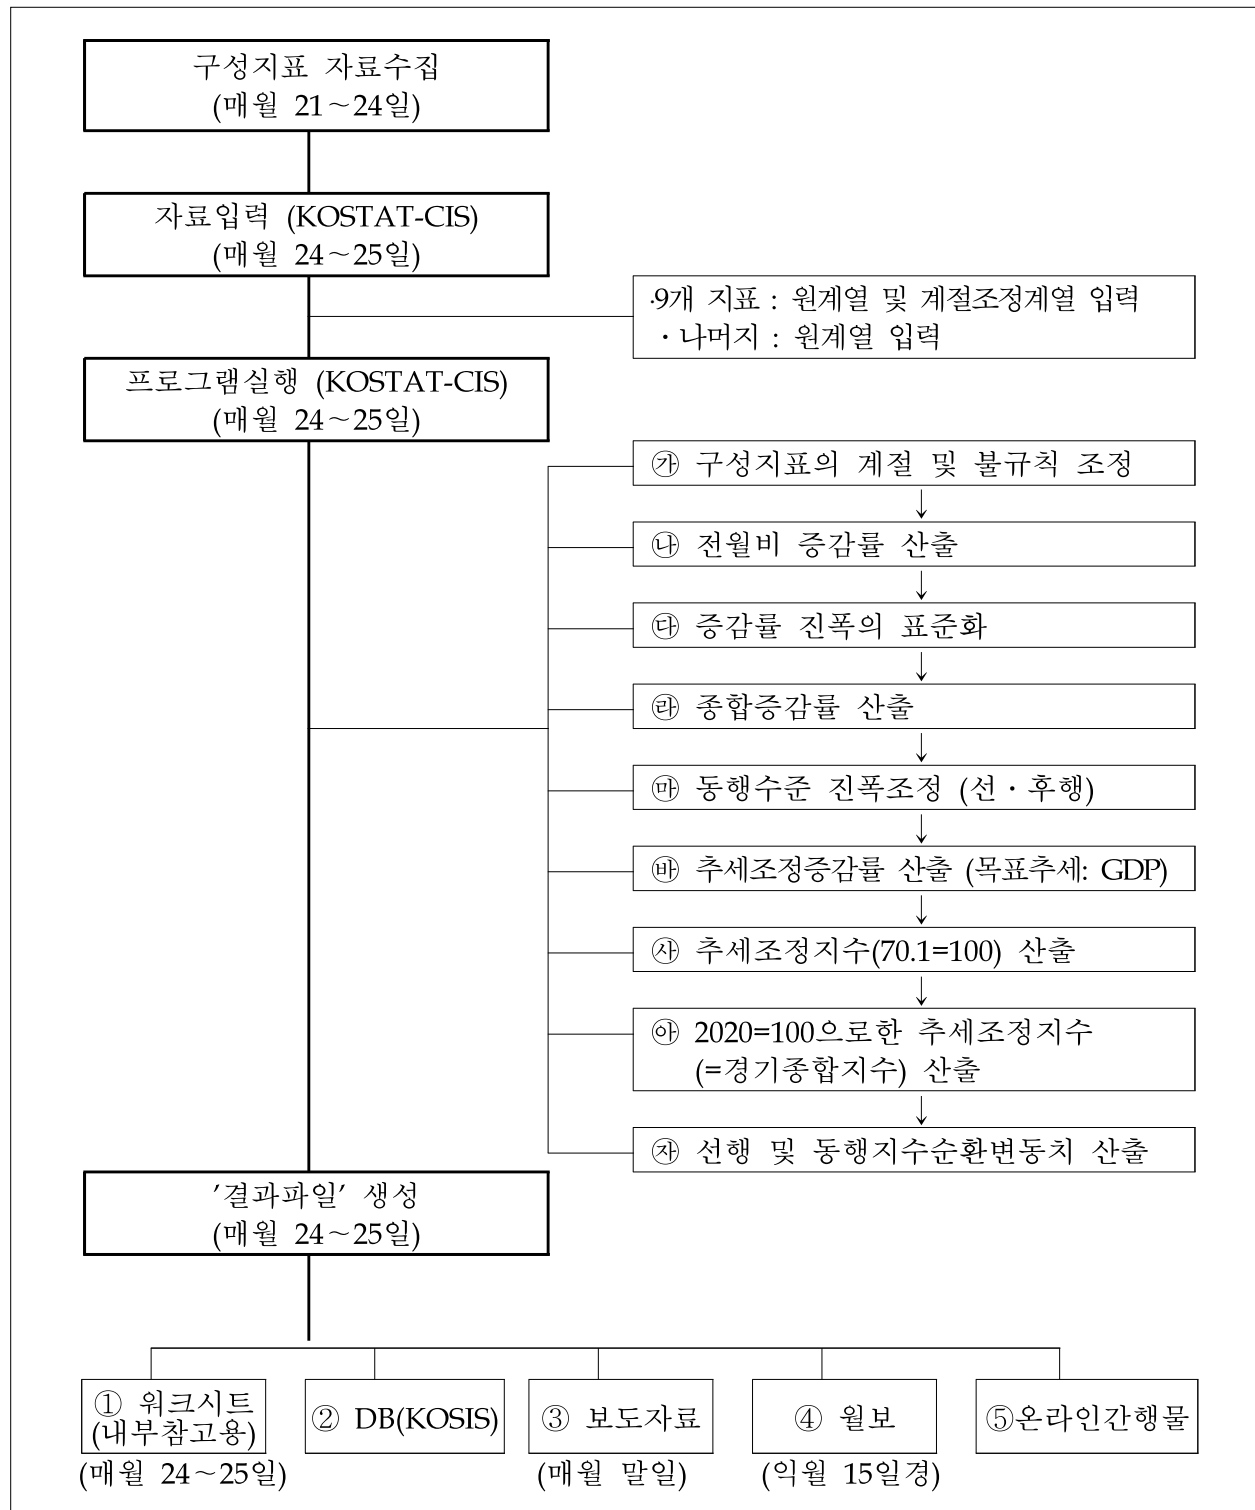 구성지표 자료수집
(매월 21～24일)
자료입력 (KOSTAT-CIS)
(매월 24～25일)
·9개 지표 : 원계열 및 계절조정계열 입력
· 나머지 : 원계열 입력
프로그램실행 (KOSTAT-CIS)
(매월 24～25일)
㉮ 구성지표의 계절 및 불규칙 조정
㉯ 전월비 증감률 산출
㉰ 증감률 진폭의 표준화
㉱ 종합증감률 산출
㉲ 동행수준 진폭조정 (선 · 후행)
㉳ 추세조정증감률 산출 (목표추세: GDP)
㉴ 추세조정지수(70.1=100) 산출
㉵ 2020=100으로한 추세조정지수
(=경기종합지수) 산출
㉶ 선행 및 동행지수순환변동치 산출
'결과파일' 생성
(매월 24～25일)
① 워크시트
(내부참고용)
(매월 24～25일)
② DB(KOSIS)
③ 보도자료
(매월 말일)
④ 월보
(익월 15일경)
⑤온라인간행물